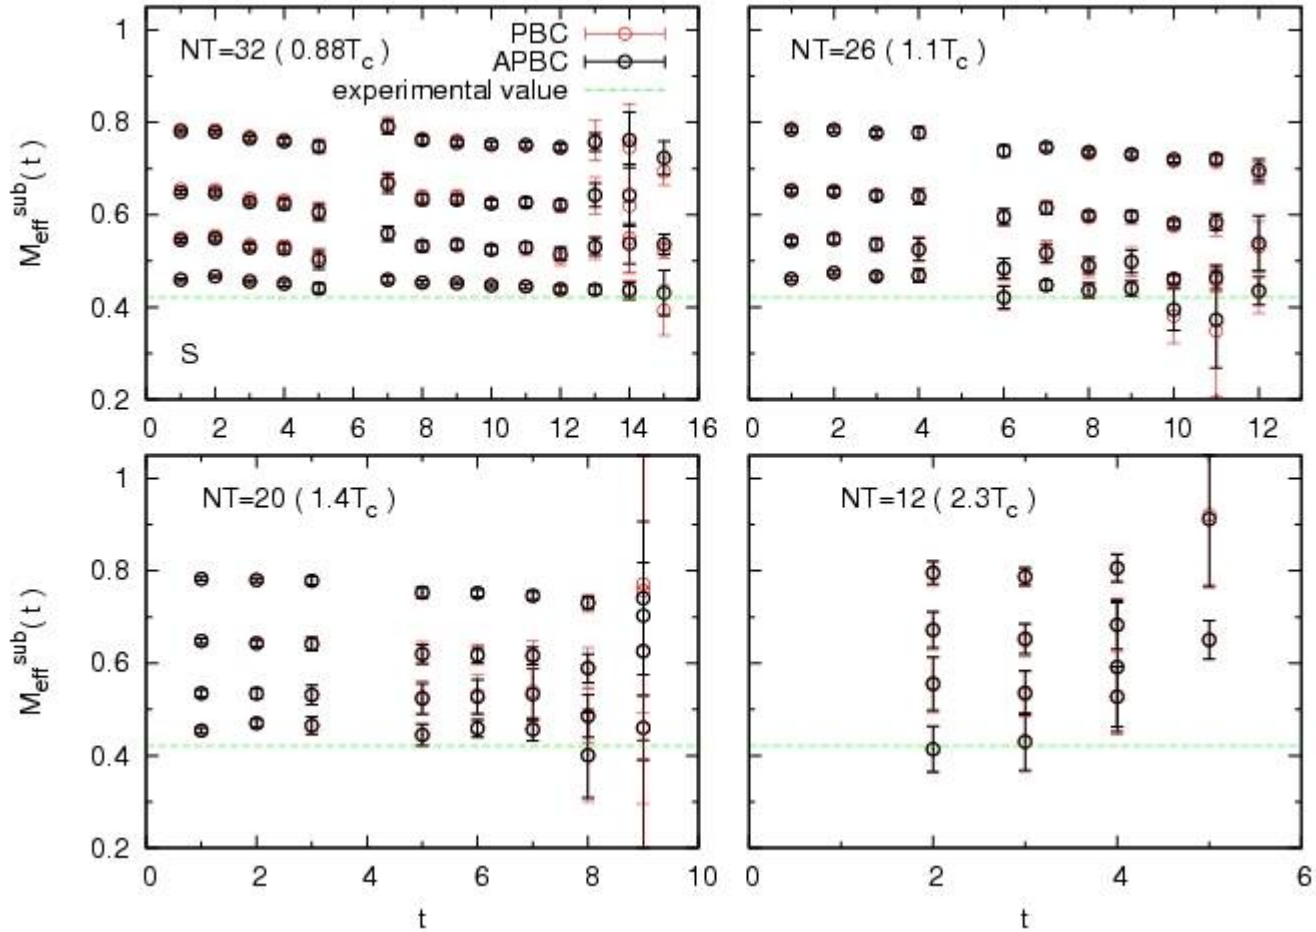 NT=32 ( 0.88T_c )
PBC
APBC
experimental value
S
M_eff^sub(t)
1
0.8
0.6
0.4
0.2
0 2 4 6 8 10 12 14 16
NT=26 ( 1.1T_c )
0 2 4 6 8 10 12
NT=20 ( 1.4T_c )
M_eff^sub(t)
1
0.8
0.6
0.4
0.2
0 2 4 6 8 10
t
NT=12 ( 2.3T_c )
0 2 4 6
t